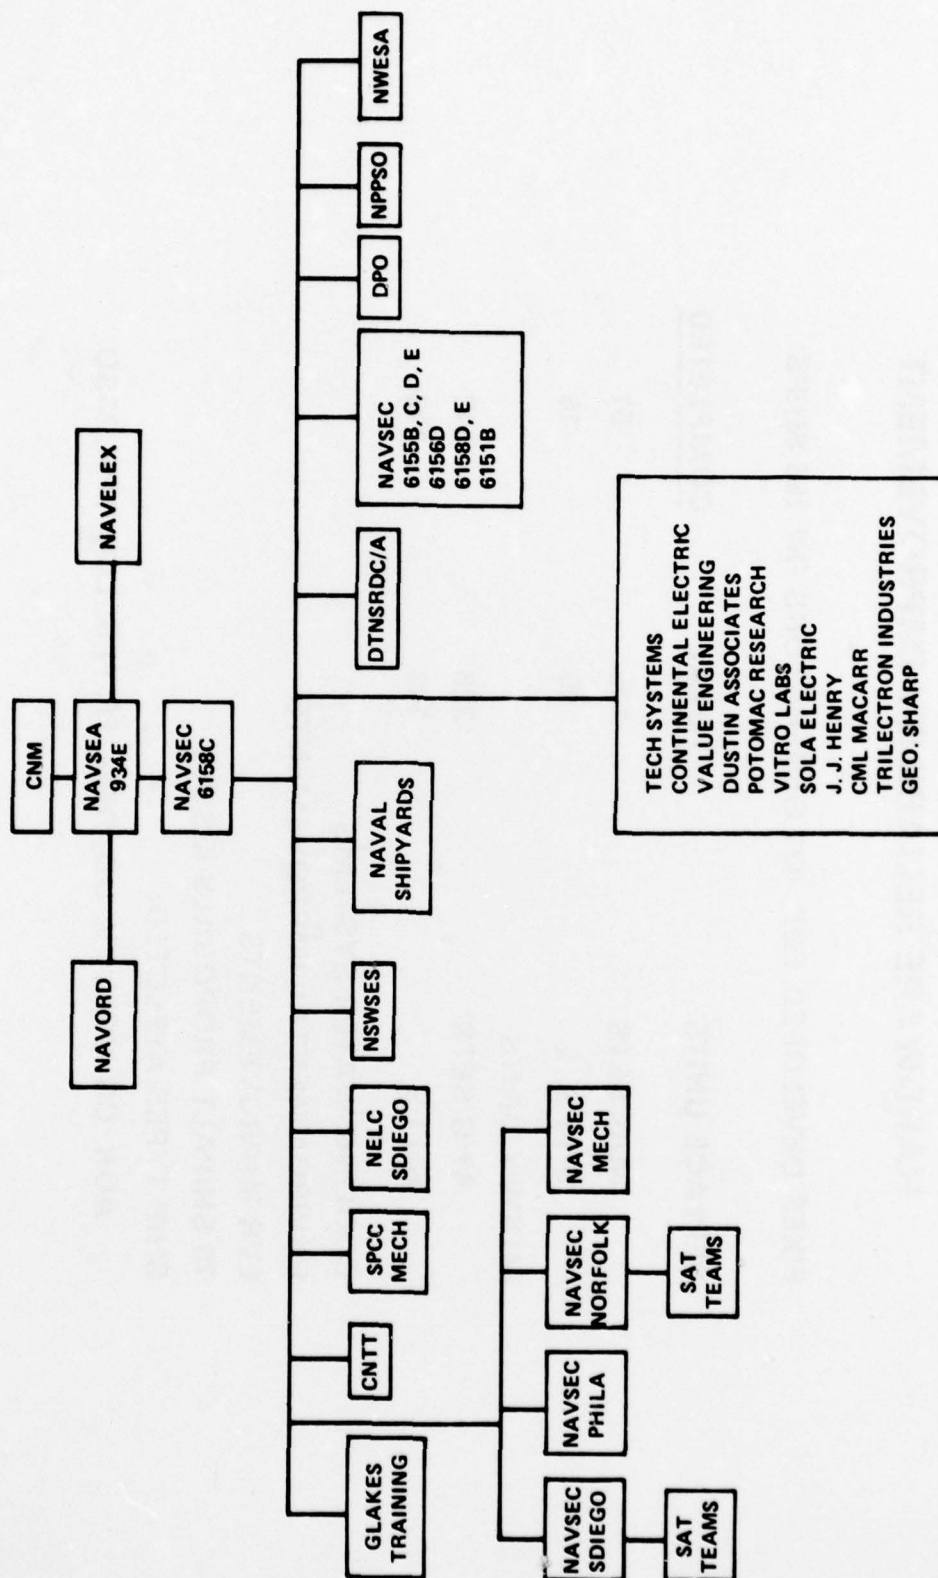 CNM
NAVORD
NAVSEA
934E
NAVELEX
NAVSEC
6158C
GLAKES
TRAINING
CNTT
SPCC
MECH
NELC
SDIEGO
NSWSES
NAVAL
SHIPYARDS
DTNSRDC/A
NAVSEC
6155B, C, D, E
6156D
6158D, E
6151B
DPO
NPPSO
NWESA
NAVSEC
SDIEGO
NAVSEC
PHILA
NAVSEC
NORFOLK
NAVSEC
MECH
SAT
TEAMS
SAT
TEAMS
TECH SYSTEMS
CONTINENTAL ELECTRIC
VALUE ENGINEERING
DUSTIN ASSOCIATES
POTOMAC RESEARCH
VITRO LABS
SOLA ELECTRIC
J. J. HENRY
CML MACARR
TRILECTRON INDUSTRIES
GEO. SHARP